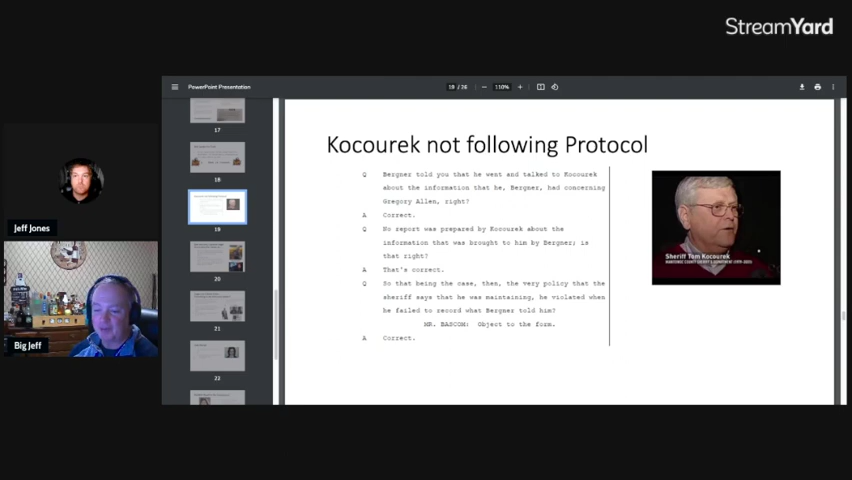 StreamYard
PowerPoint Presentation
19 / 26
110%
17
18
19
20
21
22
Jeff Jones
Big Jeff
Kocourek not following Protocol
Q Bergner told you that he went and talked to Kocourek
about the information that he, Bergner, had concerning
Gregory Allen, right?
A Correct.
Q No report was prepared by Kocourek about the
information that was brought to him by Bergner; is
that right?
A That's correct.
Q So that being the case, then, the very policy that the
sheriff says that he was maintaining, he violated when
he failed to record what Bergner told him?
MR. BASCOM: Object to the form.
A Correct.
Sheriff Tom Kocourek